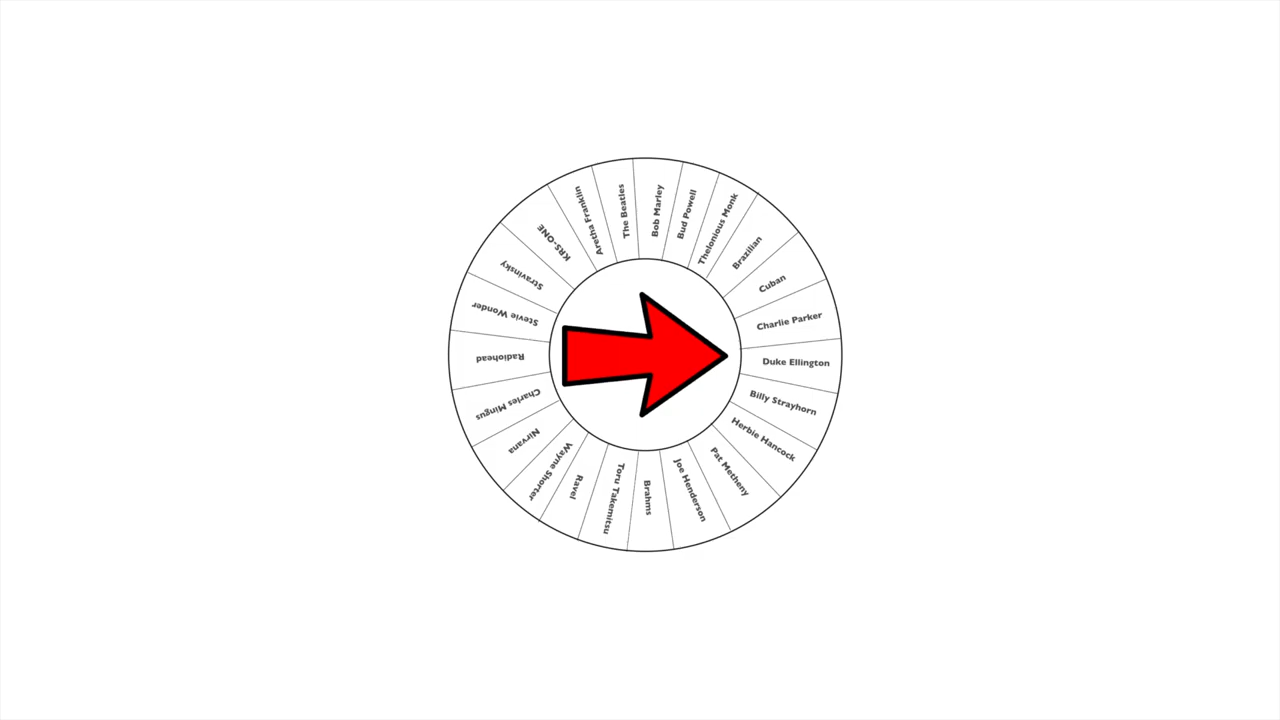 Bob Marley
Bud Powell
Thelonious Monk
Brazilian
Cuban
Charlie Parker
Duke Ellington
Billy Strayhorn
Herbie Hancock
Pat Metheny
Joe Henderson
Brahms
Toru Takemitsu
Ravel
Wayne Shorter
Nirvana
Charles Mingus
Radiohead
Stevie Wonder
Stravinsky
KRS-ONE
Aretha Franklin
The Beatles